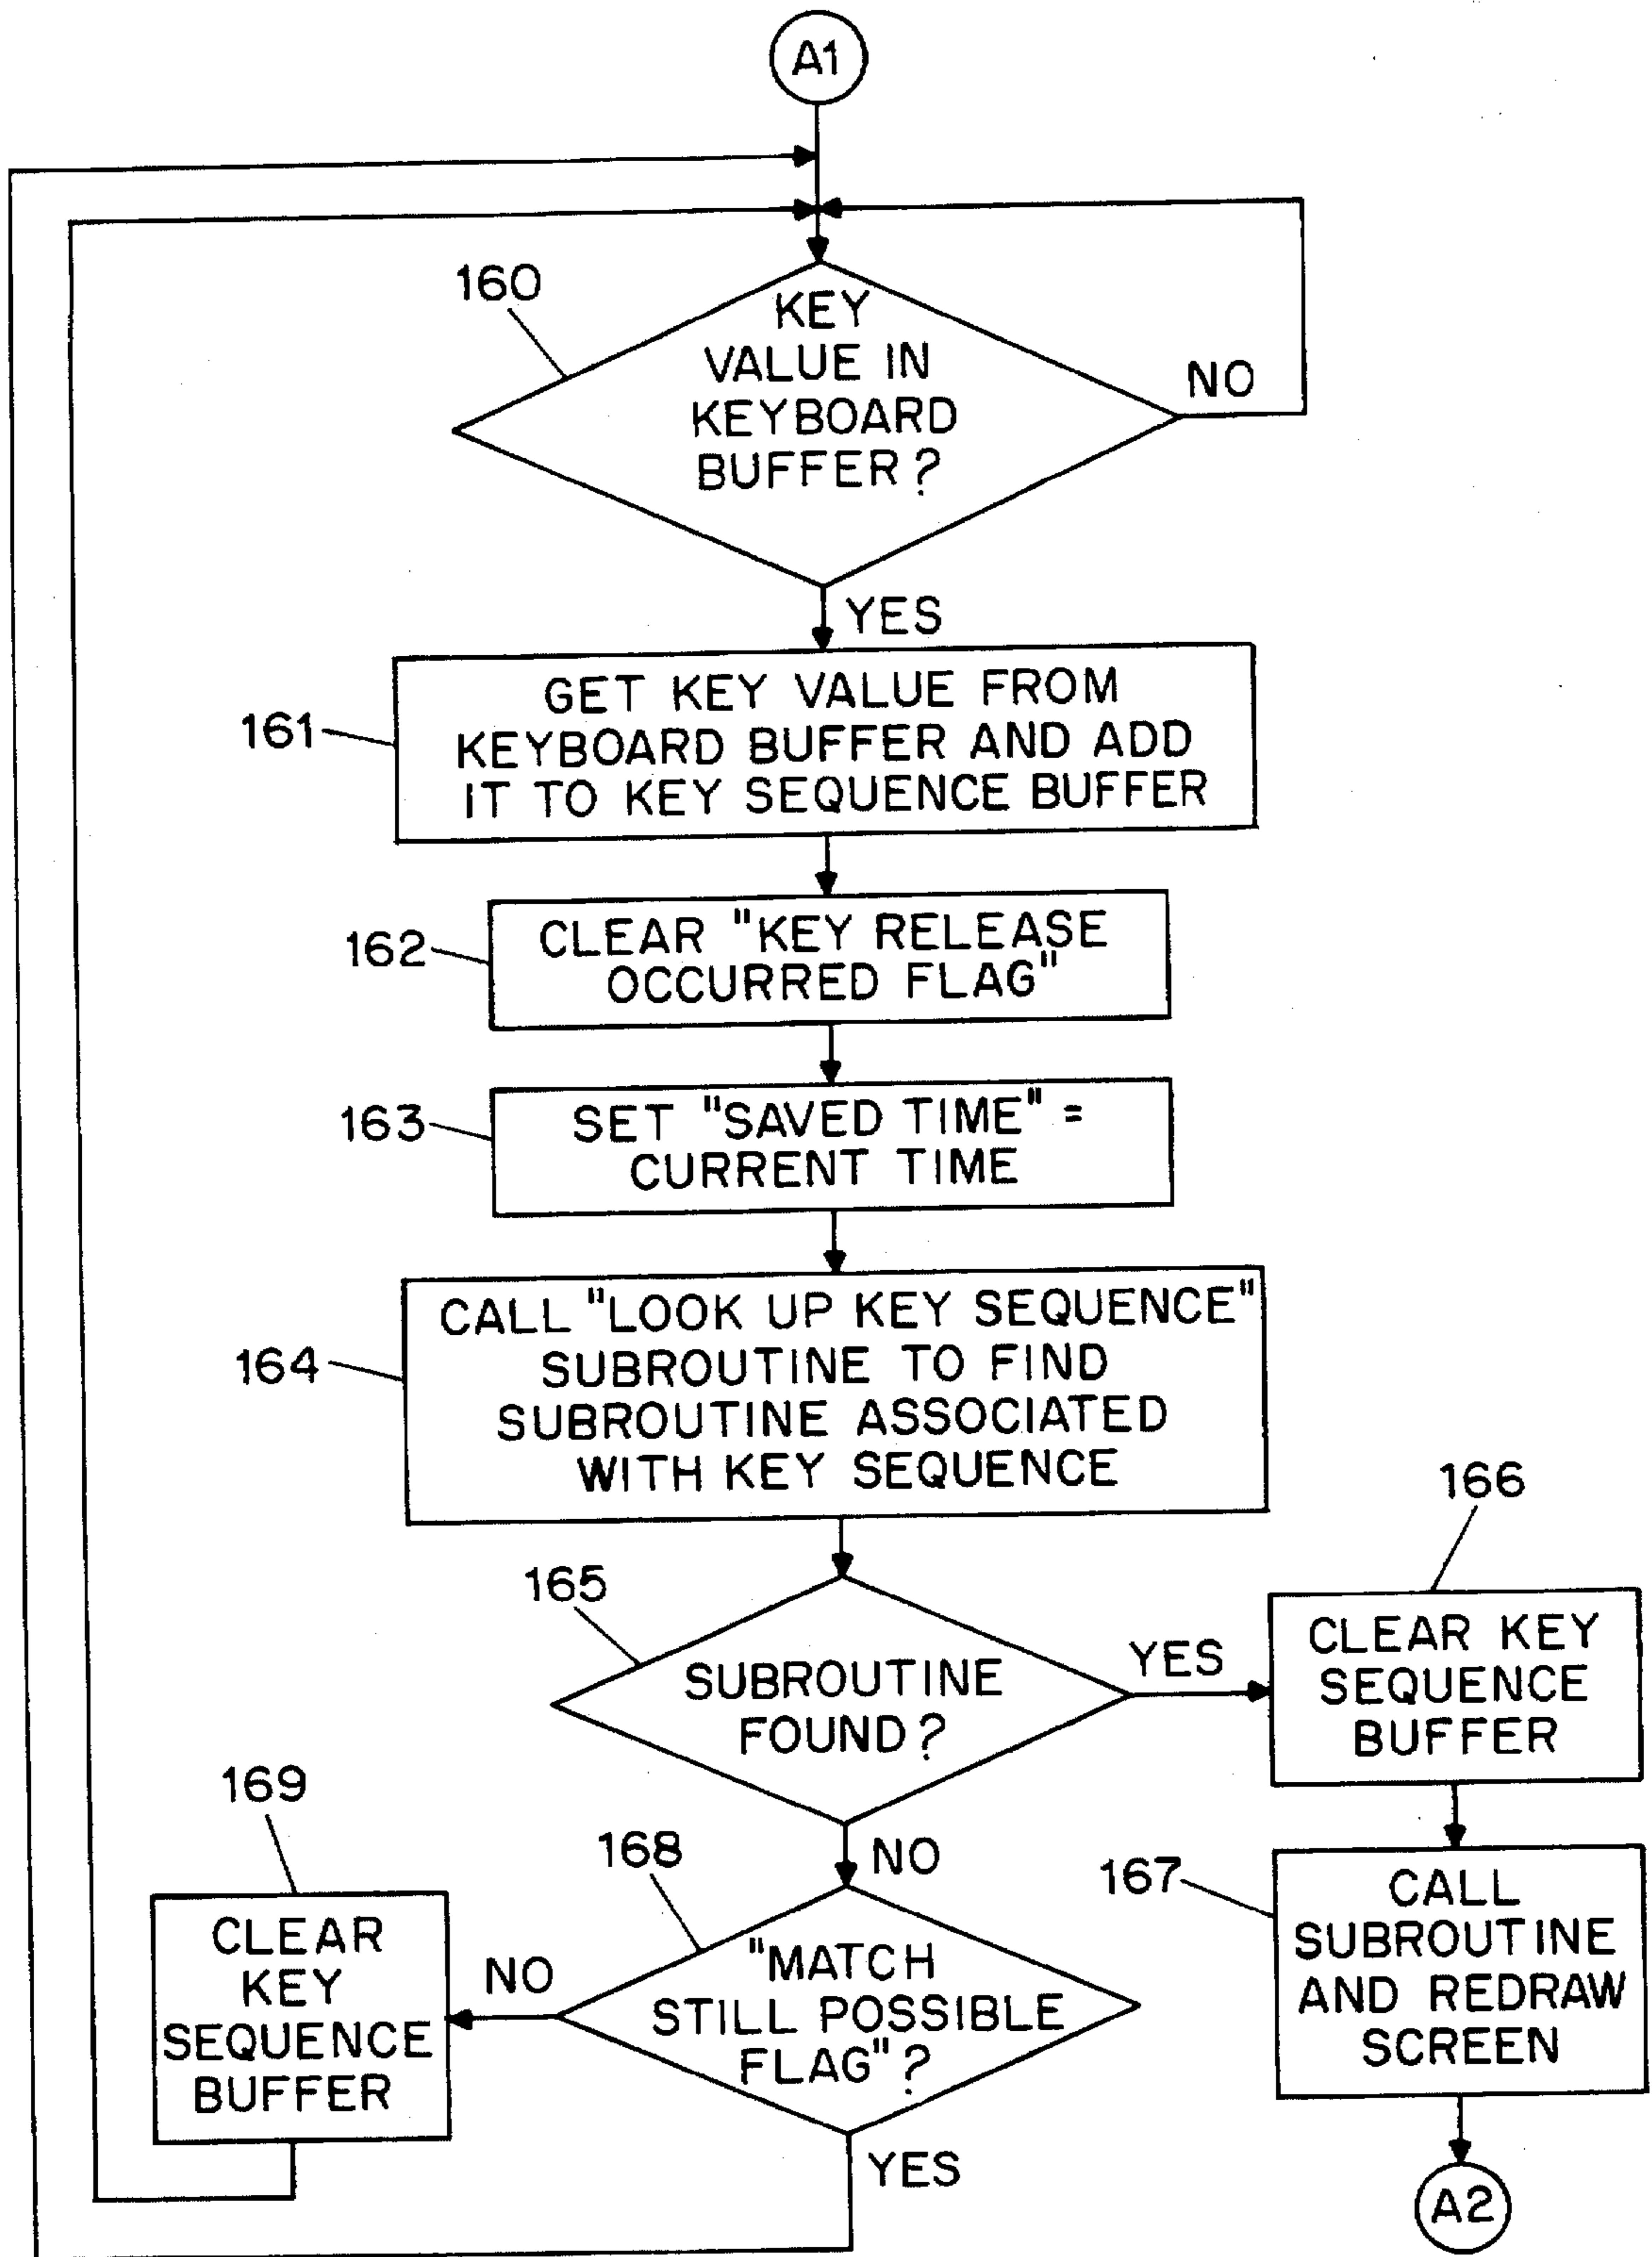 A1
160
KEY
VALUE IN
KEYBOARD
BUFFER?
NO
YES
161
GET KEY VALUE FROM
KEYBOARD BUFFER AND ADD
IT TO KEY SEQUENCE BUFFER
162
CLEAR "KEY RELEASE
OCCURRED FLAG"
163
SET "SAVED TIME" =
CURRENT TIME
164
CALL "LOOK UP KEY SEQUENCE"
SUBROUTINE TO FIND
SUBROUTINE ASSOCIATED
WITH KEY SEQUENCE
165
SUBROUTINE
FOUND?
YES
166
CLEAR KEY
SEQUENCE
BUFFER
NO
167
CALL
SUBROUTINE
AND REDRAW
SCREEN
A2
168
"MATCH
STILL POSSIBLE
FLAG"?
NO
169
CLEAR
KEY
SEQUENCE
BUFFER
YES